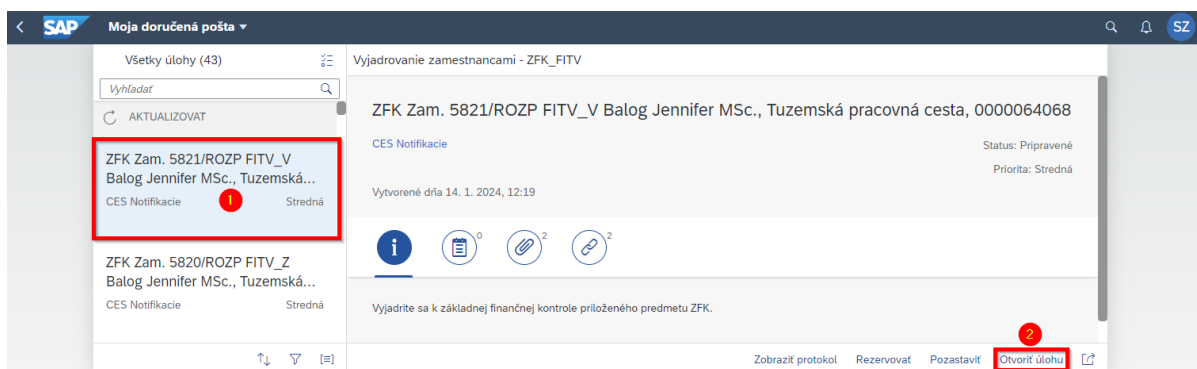 SAP Moja doručená pošta
SZ
Všetky úlohy (43)
Vyhľadať
AKTUALIZOVAŤ
ZFK Zam. 5821/ROZP FITV_V
Balog Jennifer MSc., Tuzemská...
CES Notifikacie Stredná
1
ZFK Zam. 5820/ROZP FITV_Z
Balog Jennifer MSc., Tuzemská...
CES Notifikacie Stredná
Vyjadrovanie zamestnancami - ZFK_FITV
ZFK Zam. 5821/ROZP FITV_V Balog Jennifer MSc., Tuzemská pracovná cesta, 0000064068
CES Notifikacie
Status: Pripravené
Priorita: Stredná
Vytvorené dňa 14. 1. 2024, 12:19
i 0 2 2
Vyjadrite sa k základnej finančnej kontrole priloženého predmetu ZFK.
2
Zobraziť protokol Rezervovať Pozastaviť Otvoriť úlohu